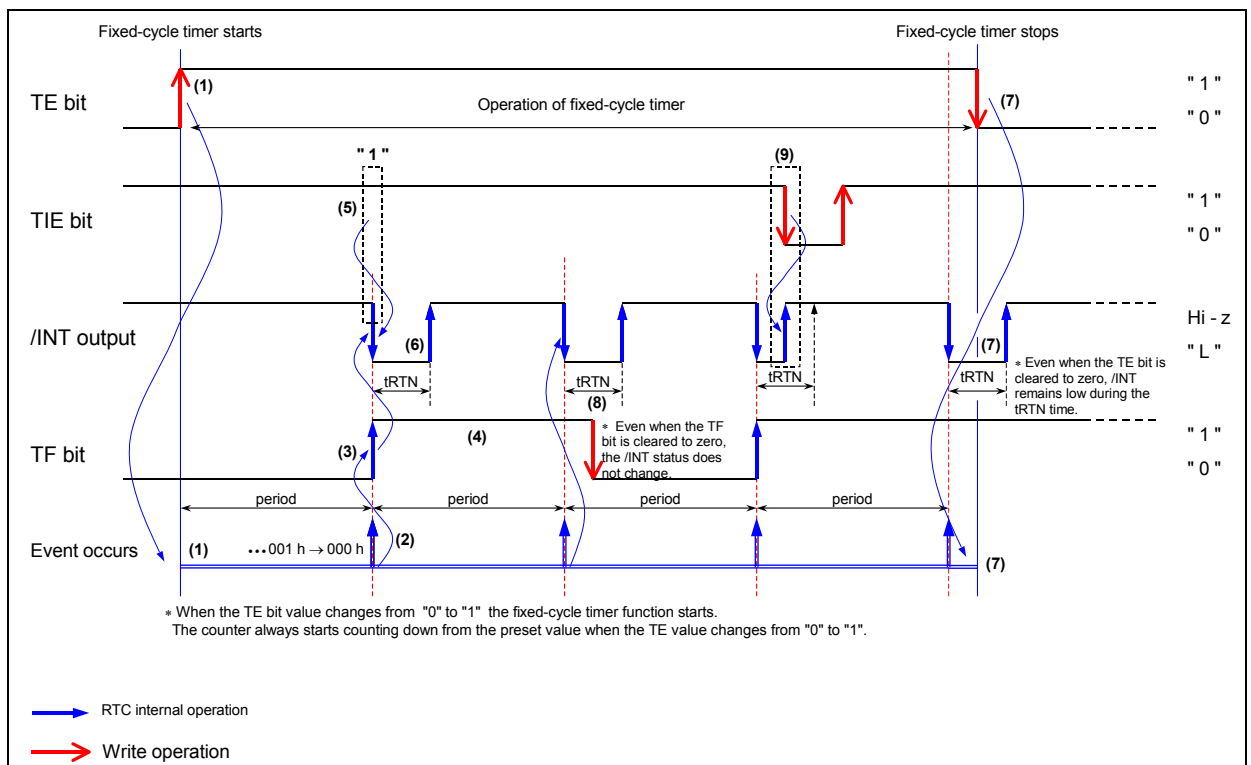 Fixed-cycle timer starts
Fixed-cycle timer stops
TE bit
(1)
Operation of fixed-cycle timer
(7)
" 1 "
" 0 "
" 1 "
(9)
TIE bit
(5)
" 1 "
" 0 "
/INT output
(6)
(7)
Hi - z
" L "
tRTN
tRTN
tRTN
tRTN
* Even when the TE bit is
cleared to zero, /INT
remains low during the
tRTN time.
(8)
TF bit
(3)
(4)
* Even when the TF
bit is cleared to zero,
the /INT status does
not change.
" 1 "
" 0 "
period
period
period
period
Event occurs
(1)
•••001 h → 000 h
(2)
(7)
* When the TE bit value changes from "0" to "1" the fixed-cycle timer function starts.
The counter always starts counting down from the preset value when the TE value changes from "0" to "1".
RTC internal operation
Write operation